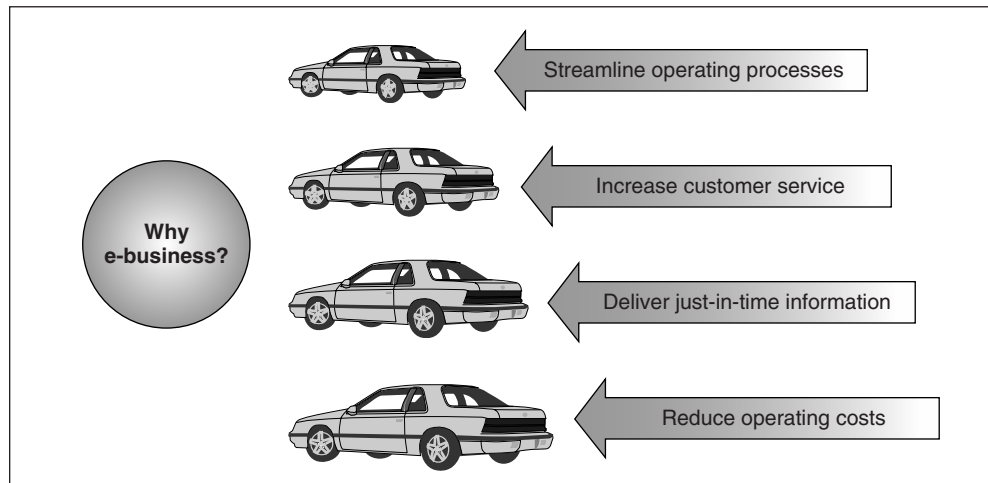 Streamline operating processes
Increase customer service
Why
e-business?
Deliver just-in-time information
Reduce operating costs